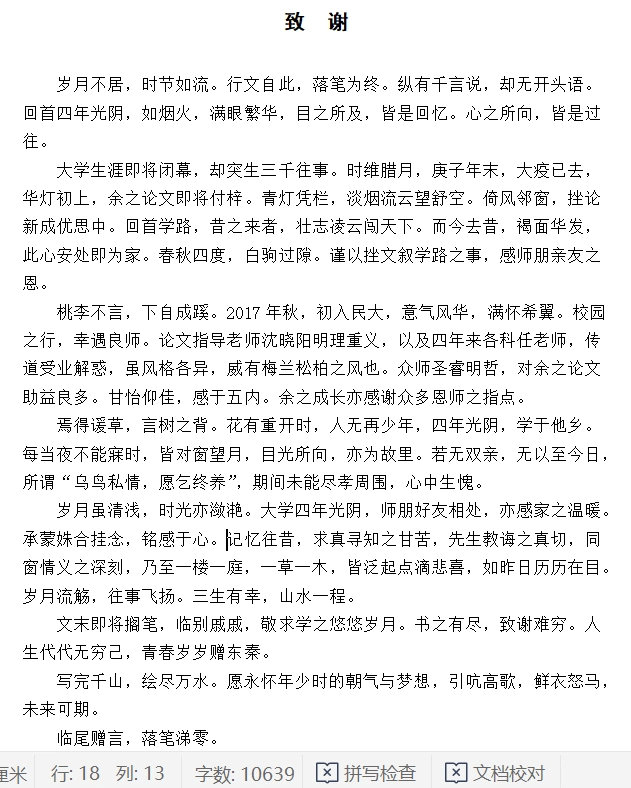 致 谢
岁月不居，时节如流。行文自此，落笔为终。纵有千言说，却无开头语。
回首四年光阴，如烟火，满眼繁华，目之所及，皆是回忆。心之所向，皆是过
往。
大学生涯即将闭幕，却突生三千往事。时维腊月，庚子年末，大疫已去，
华灯初上，余之论文即将付梓。青灯凭栏，淡烟流云望舒空。倚风邻窗，挫论
新成优思中。回首学路，昔之来者，壮志凌云闯天下。而今去昔，褐面华发，
此心安处即为家。春秋四度，白驹过隙。谨以挫文叙学路之事，感师朋亲友之
恩。
桃李不言，下自成蹊。2017 年秋，初入民大，意气风华，满怀希翼。校园
之行，幸遇良师。论文指导老师沈晓阳明理重义，以及四年来各科任老师，传
道受业解惑，虽风格各异，威有梅兰松柏之风也。众师圣睿明哲，对余之论文
助益良多。甘怡仰佳，感于五内。余之成长亦感谢众多恩师之指点。
焉得谖草，言树之背。花有重开时，人无再少年，四年光阴，学于他乡。
每当夜不能寐时，皆对窗望月，目光所向，亦为故里。若无双亲，无以至今日，
所谓“乌鸟私情，愿乞终养”，期间未能尽孝周围，心中生愧。
岁月虽清浅，时光亦潋滟。大学四年光阴，师朋好友相处，亦感家之温暖。
承蒙姝合挂念，铭感于心。记忆往昔，求真寻知之甘苦，先生教诲之真切，同
窗情义之深刻，乃至一楼一庭，一草一木，皆泛起点滴悲喜，如昨日历历在目。
岁月流觞，往事飞扬。三生有幸，山水一程。
文末即将搁笔，临别戚戚，敬求学之悠悠岁月。书之有尽，致谢难穷。人
生代代无穷己，青春岁岁赠东秦。
写完千山，绘尽万水。愿永怀年少时的朝气与梦想，引吭高歌，鲜衣怒马，
未来可期。
临尾赠言，落笔涕零。
厘米 行: 18 列: 13 字数: 10639 拼写检查 文档校对